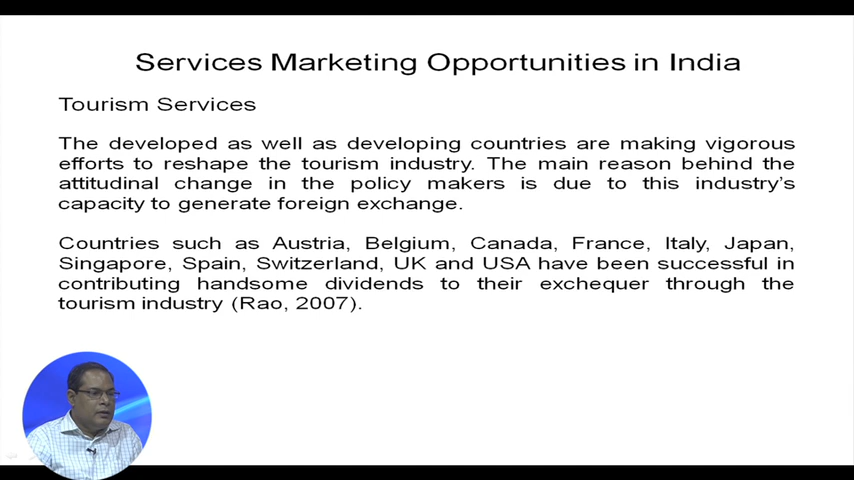 Services Marketing Opportunities in India
Tourism Services
The developed as well as developing countries are making vigorous
efforts to reshape the tourism industry. The main reason behind the
attitudinal change in the policy makers is due to this industry's
capacity to generate foreign exchange.
Countries such as Austria, Belgium, Canada, France, Italy, Japan,
Singapore, Spain, Switzerland, UK and USA have been successful in
contributing handsome dividends to their exchequer through the
tourism industry (Rao, 2007).